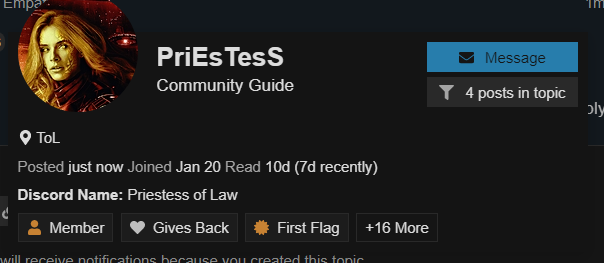 Empa
1m
PriEsTesS
Community Guide
Message
4 posts in topic
ToL
Posted just now Joined Jan 20 Read 10d (7d recently)
Discord Name: Priestess of Law
Member
Gives Back
First Flag
+16 More
will receive notifications because you created this topic